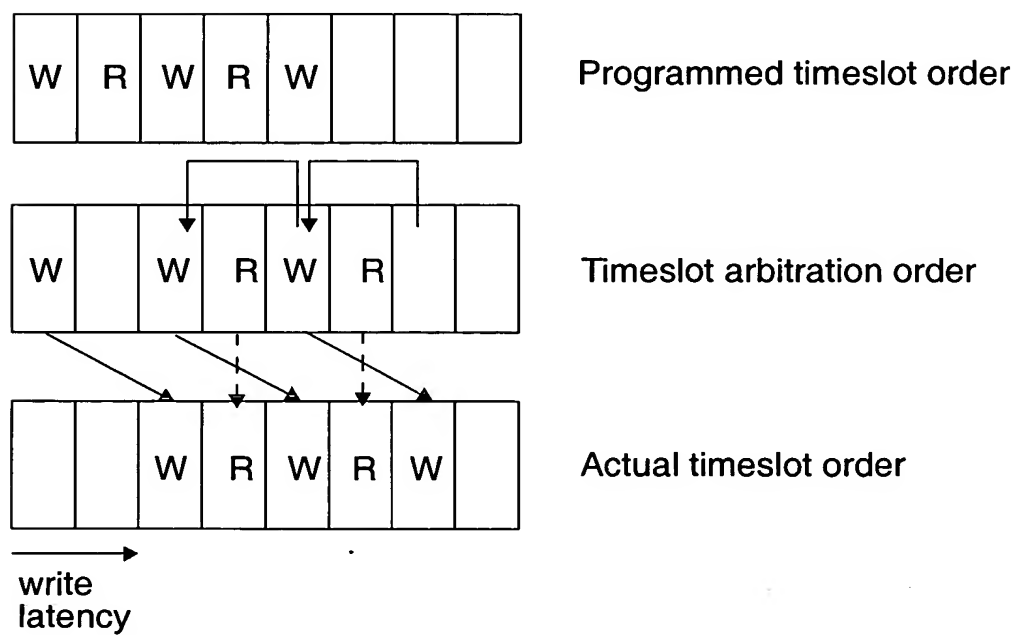 W R W R W Programmed timeslot order
W W R W R Timeslot arbitration order
W R W R W Actual timeslot order
write
latency